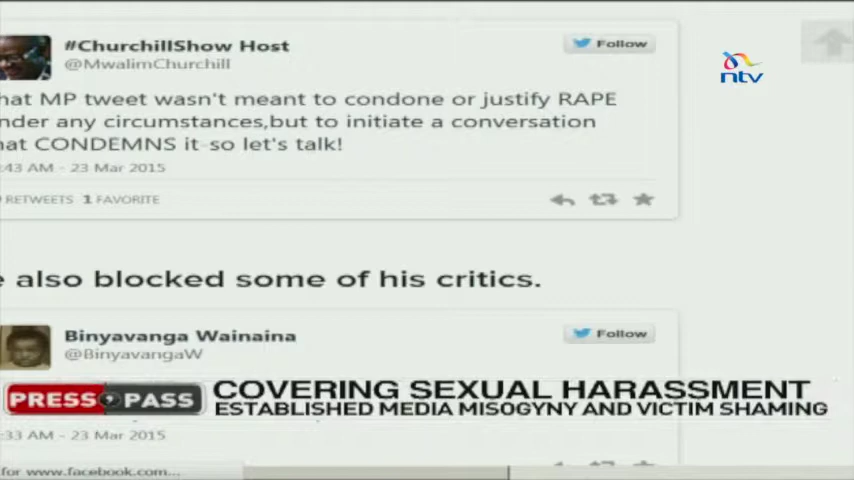 #ChurchillShow Host
Follow
@MwalimChurchill
ntv
hat MP tweet wasn't meant to condone or justify RAPE
nder any circumstances,but to initiate a conversation
hat CONDEMNS it-so let's talk!
:43 AM - 23 Mar 2015
RETWEETS 1 FAVORITE
e also blocked some of his critics.
Binyavanga Wainaina
Follow
@BinyavangaW
PRESS PASS
COVERING SEXUAL HARASSMENT
ESTABLISHED MEDIA MISOGYNY AND VICTIM SHAMING
:33 AM - 23 Mar 2015
for www.facebook.com...